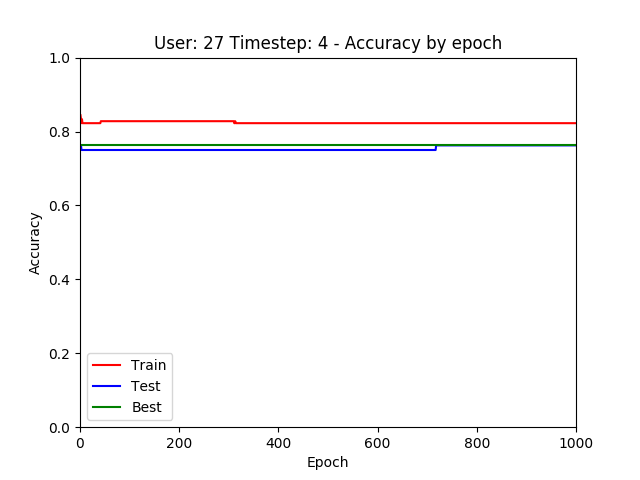 User: 27 Timestep: 4 - Accuracy by epoch
1.0
0.8
0.6
0.4
0.2
0.0
Accuracy
Train
Test
Best
0 200 400 600 800 1000
Epoch